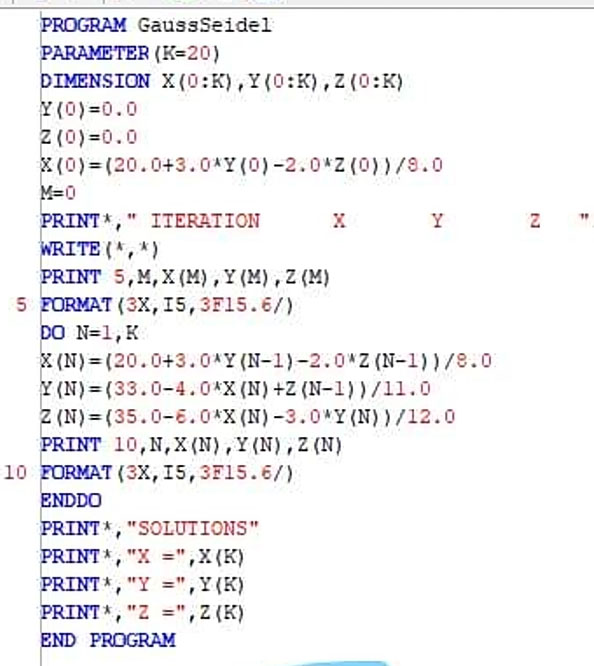 PROGRAM GaussSeidel
PARAMETER(K=20)
DIMENSION X(0:K),Y(0:K),Z(0:K)
Y(0)=0.0
Z(0)=0.0
X(0)=(20.0+3.0*Y(0)-2.0*Z(0))/8.0
M=0
PRINT*," ITERATION X Y Z "
WRITE(*,*)
PRINT 5,M,X(M),Y(M),Z(M)
5 FORMAT(3X,I5,3F15.6/)
DO N=1,K
X(N)=(20.0+3.0*Y(N-1)-2.0*Z(N-1))/8.0
Y(N)=(33.0-4.0*X(N)+Z(N-1))/11.0
Z(N)=(35.0-6.0*X(N)-3.0*Y(N))/12.0
PRINT 10,N,X(N),Y(N),Z(N)
10 FORMAT(3X,I5,3F15.6/)
ENDDO
PRINT*,"SOLUTIONS"
PRINT*,"X =",X(K)
PRINT*,"Y =",Y(K)
PRINT*,"Z =",Z(K)
END PROGRAM